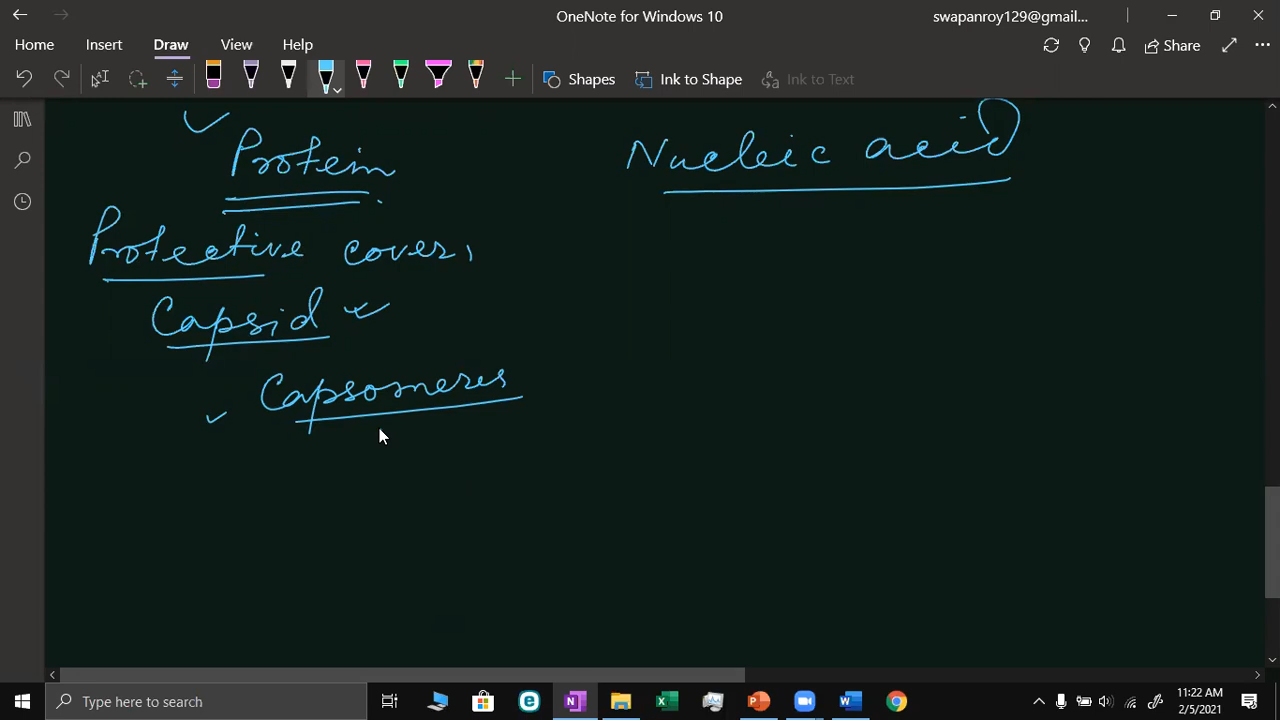 OneNote for Windows 10
swapanroy129@gmail...
Home Insert Draw View Help
Share
Shapes Ink to Shape Ink to Text
Protein Nucleic acid
Protective cover,
Capsid
Capsomeres
Type here to search
1:22 AM
2/5/2021